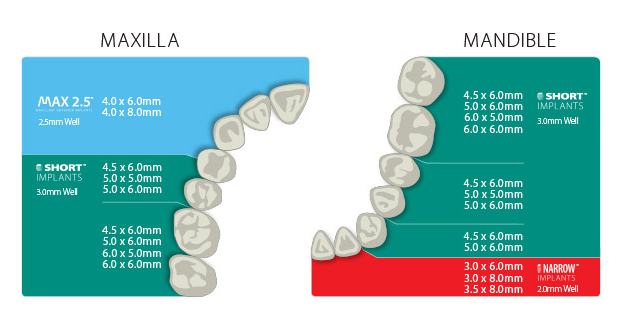 MAXILLA
MAX 2.5™
2.5mm Well
4.0 x 6.0mm
4.0 x 8.0mm
SHORT™
IMPLANTS
3.0mm Well
4.5 x 6.0mm
5.0 x 5.0mm
5.0 x 6.0mm
4.5 x 6.0mm
5.0 x 6.0mm
6.0 x 5.0mm
6.0 x 6.0mm
MANDIBLE
4.5 x 6.0mm
5.0 x 6.0mm
6.0 x 5.0mm
6.0 x 6.0mm
SHORT™
IMPLANTS
3.0mm Well
4.5 x 6.0mm
5.0 x 5.0mm
5.0 x 6.0mm
4.5 x 6.0mm
5.0 x 6.0mm
3.0 x 6.0mm
3.0 x 8.0mm
3.5 x 8.0mm
NARROW™
IMPLANTS
2.0mm Well